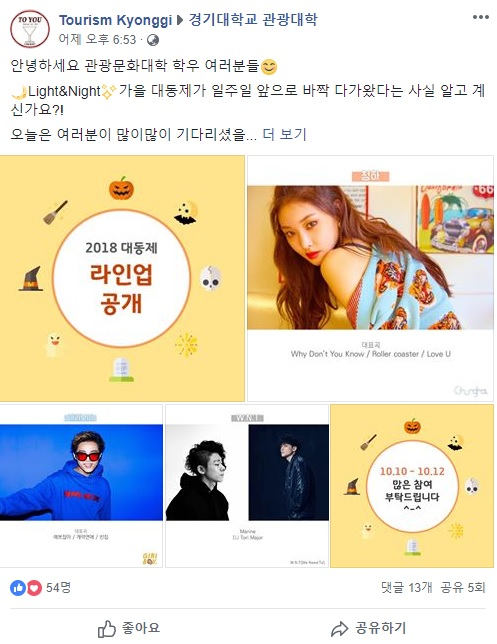 TO YOU
Tourism Kyonggi ▶ 경기대학교 관광대학
어제 오후 6:53 ·
안녕하세요 관광문화대학 학우 여러분들😊
🌙Light&Night✨가을 대동제가 일주일 앞으로 바짝 다가왔다는 사실 알고 계
신가요?!
오늘은 여러분이 많이많이 기다리셨을... 더 보기
2018 대동제
라인업
공개
청하
대표곡
Why Don't You Know / Roller coaster / Love U
대표곡
W.N.T
Marine
DJ Tori Major
10.10 - 10.12
많은 참여
부탁드립니다
^-^
54명
댓글 13개 공유 5회
좋아요
공유하기